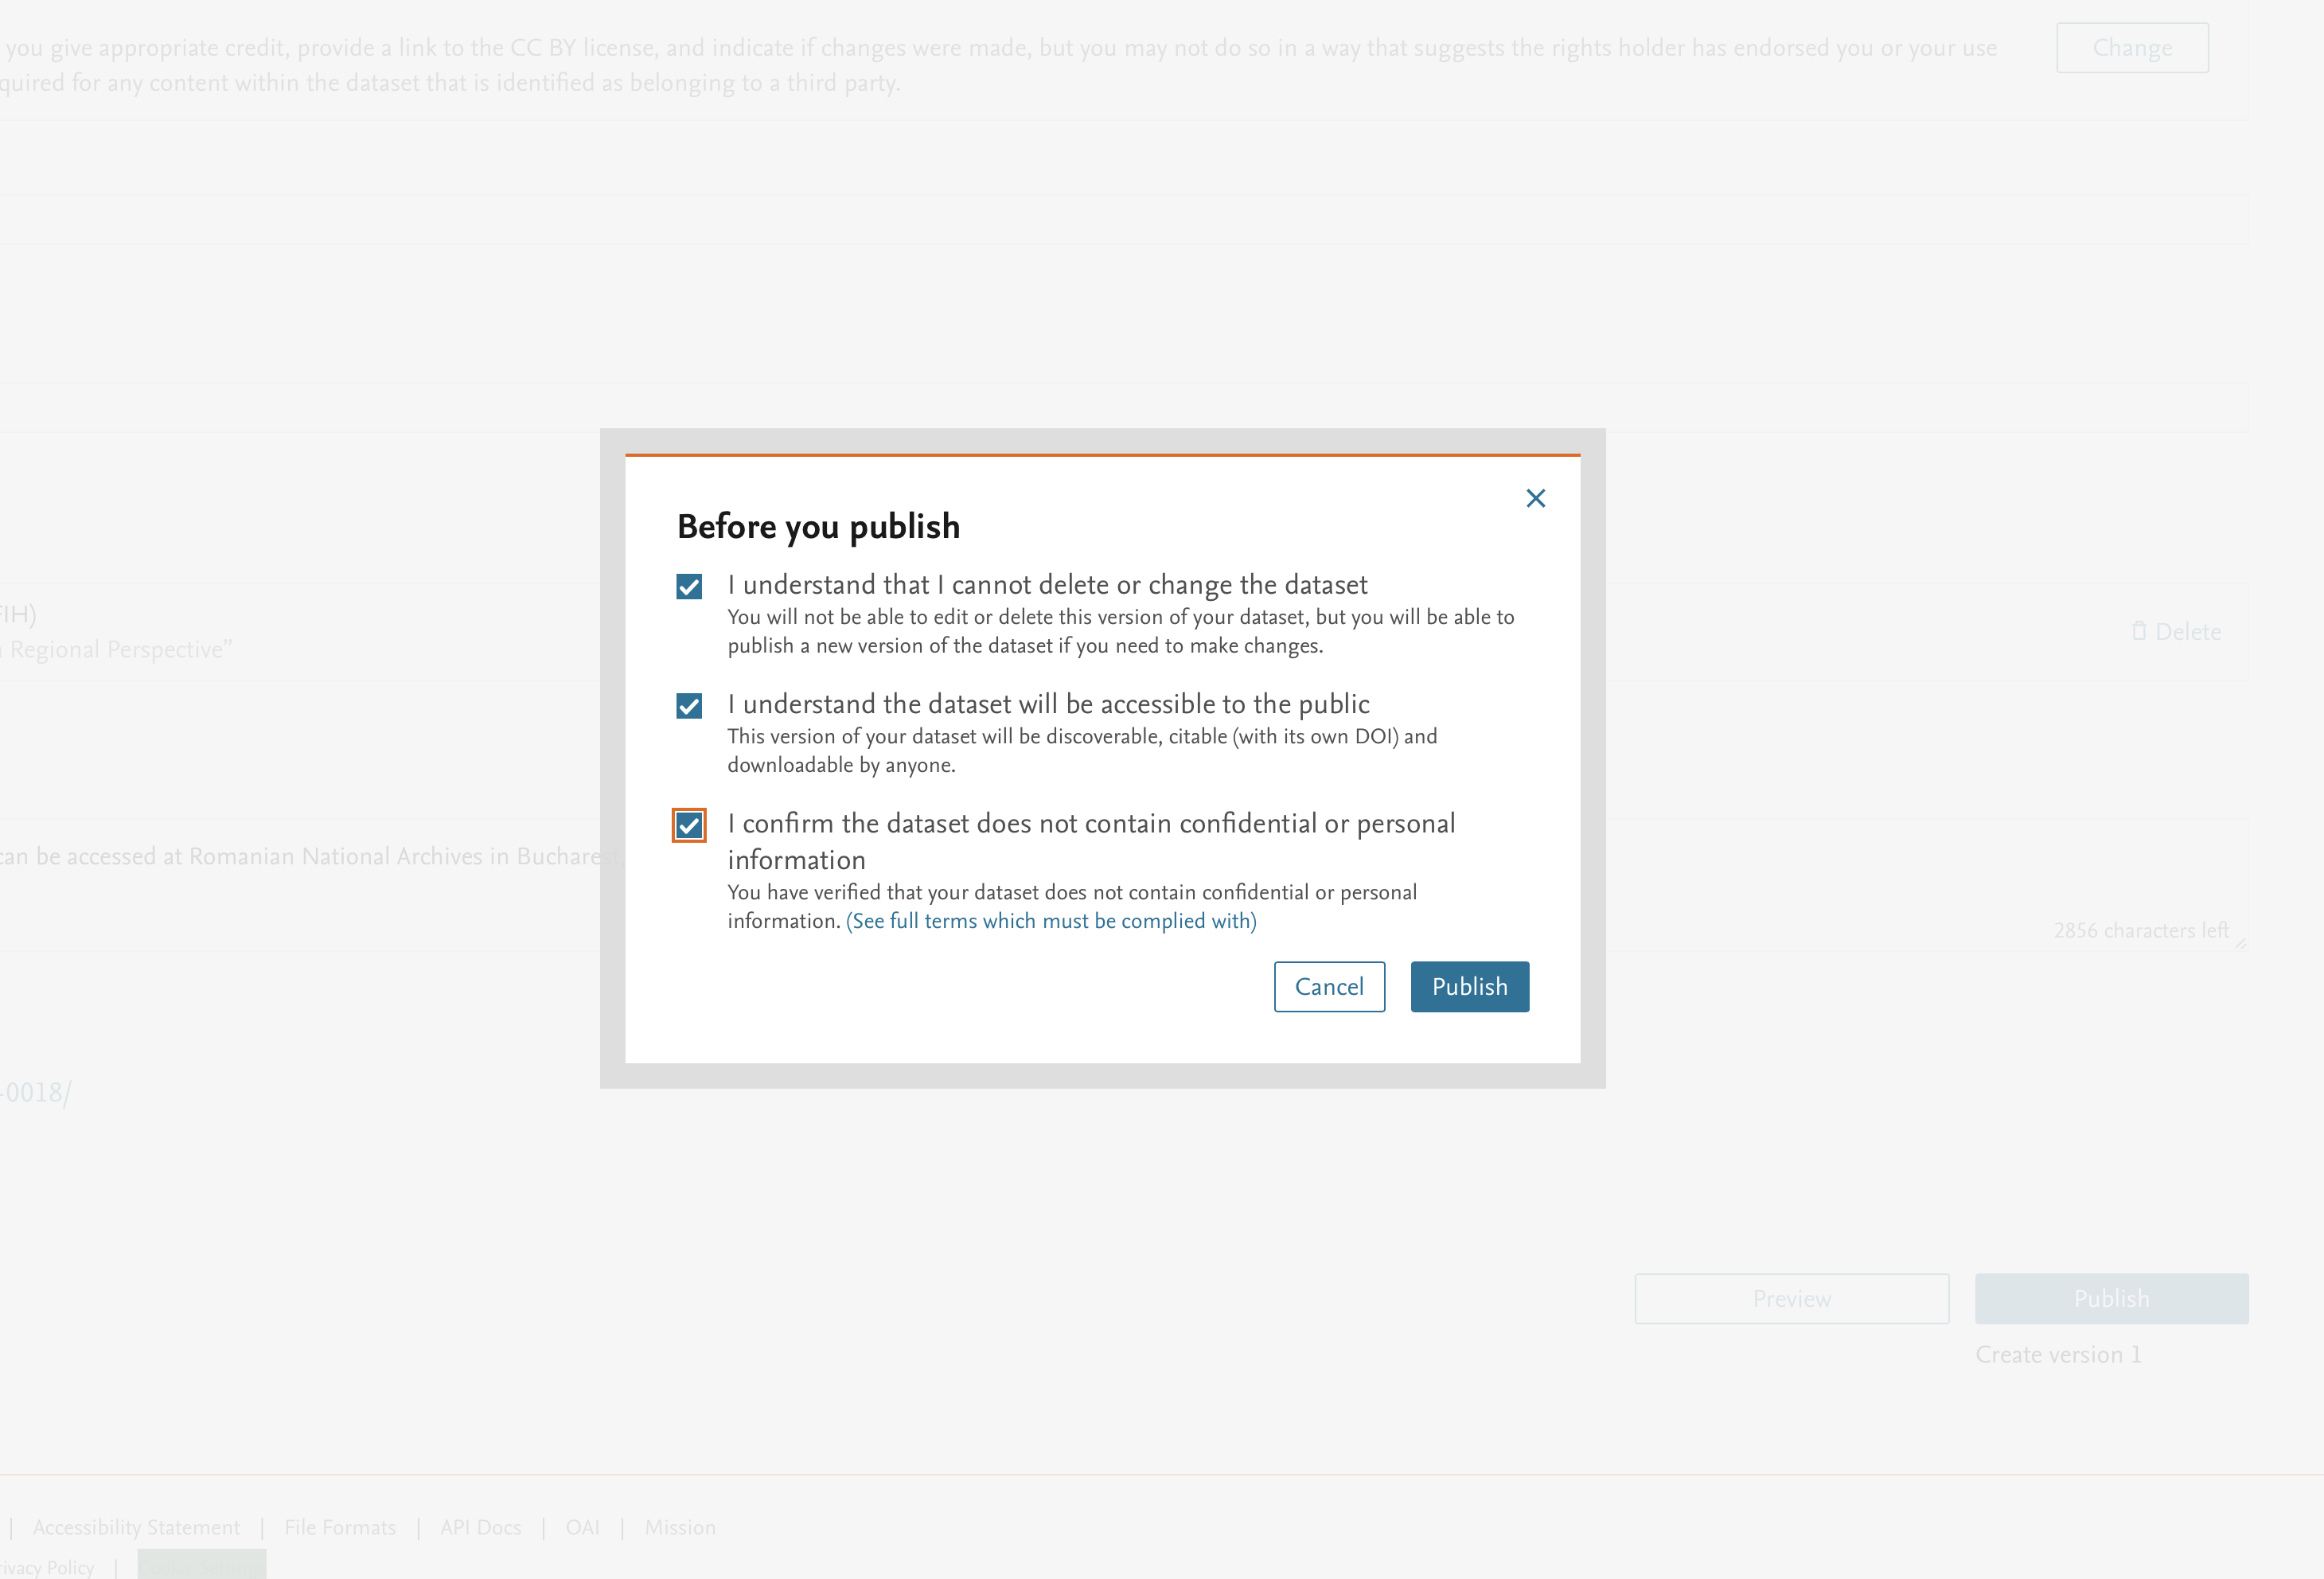 you give appropriate credit, provide a link to the CC BY license, and indicate if changes were made, but you may not do so in a way that suggests the rights holder has endorsed you or your use
Change
quired for any content within the dataset that is identified as belonging to a third party.
Before you publish
I understand that I cannot delete or change the dataset
You will not be able to edit or delete this version of your dataset, but you will be able to
publish a new version of the dataset if you need to make changes.
FIH)
Regional Perspective”
Delete
I understand the dataset will be accessible to the public
This version of your dataset will be discoverable, citable (with its own DOI) and
downloadable by anyone.
I confirm the dataset does not contain confidential or personal
information
You have verified that your dataset does not contain confidential or personal
information. (See full terms which must be complied with)
can be accessed at Romanian National Archives in Bucharest
2856 characters left
Cancel
Publish
-0018/
Preview
Publish
Create version 1
| Accessibility Statement | File Formats | API Docs | OAI | Mission
rivacy Policy |